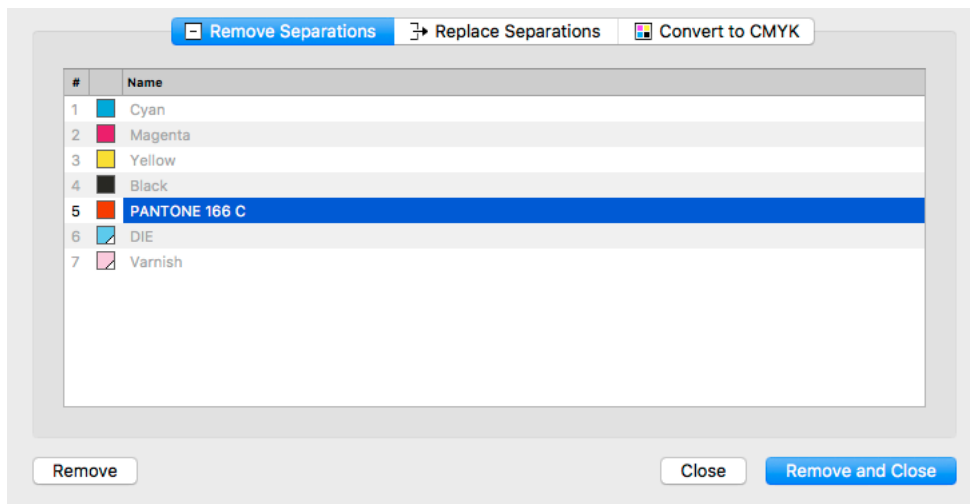 Remove Separations Replace Separations Convert to CMYK
# Name
1 Cyan
2 Magenta
3 Yellow
4 Black
5 PANTONE 166 C
6 DIE
7 Varnish
Remove Close Remove and Close